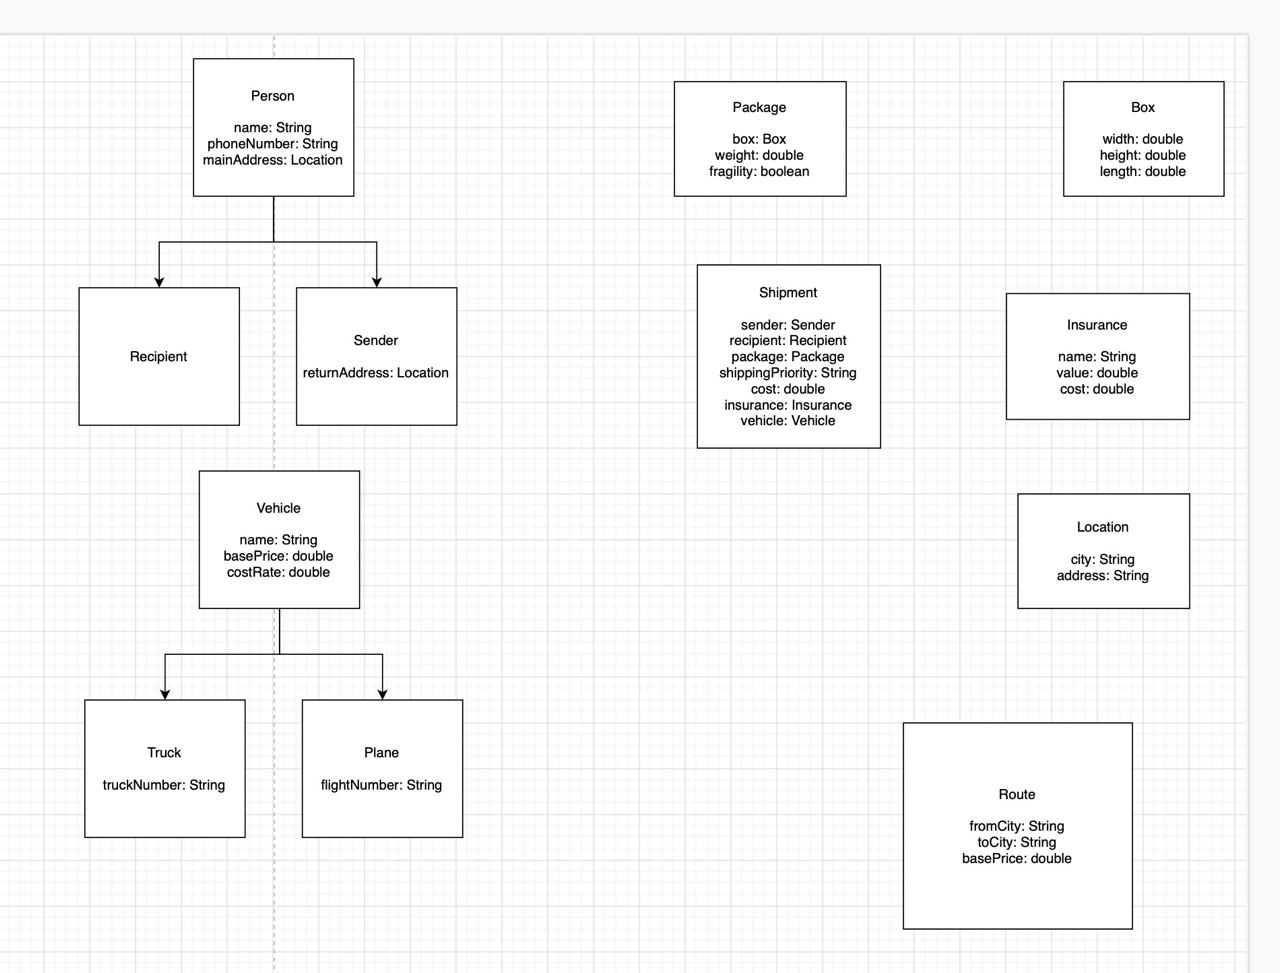 Person
name: String
phoneNumber: String
mainAddress: Location
Package
box: Box
weight: double
fragility: boolean
Box
width: double
height: double
length: double
Recipient
Sender
returnAddress: Location
Shipment
sender: Sender
recipient: Recipient
package: Package
shippingPriority: String
cost: double
insurance: Insurance
vehicle: Vehicle
Insurance
name: String
value: double
cost: double
Vehicle
name: String
basePrice: double
costRate: double
Location
city: String
address: String
Truck
truckNumber: String
Plane
flightNumber: String
Route
fromCity: String
toCity: String
basePrice: double